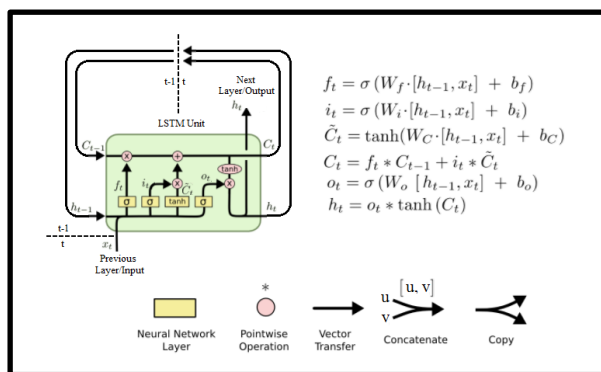 t-1 t
Next
Layer/Output
h_t
LSTM Unit
C_{t-1}
C_t
tanh
f_t
i_t
C̃_t
o_t
σ σ tanh σ
h_{t-1}
h_t
t-1
t
x_t
Previous
Layer/Input
f_t = σ (W_f·[h_{t-1}, x_t] + b_f)
i_t = σ (W_i·[h_{t-1}, x_t] + b_i)
C̃_t = tanh(W_C·[h_{t-1}, x_t] + b_C)
C_t = f_t * C_{t-1} + i_t * C̃_t
o_t = σ (W_o [h_{t-1}, x_t] + b_o)
h_t = o_t * tanh (C_t)
*
u
v
[u, v]
Neural Network
Layer
Pointwise
Operation
Vector
Transfer
Concatenate
Copy